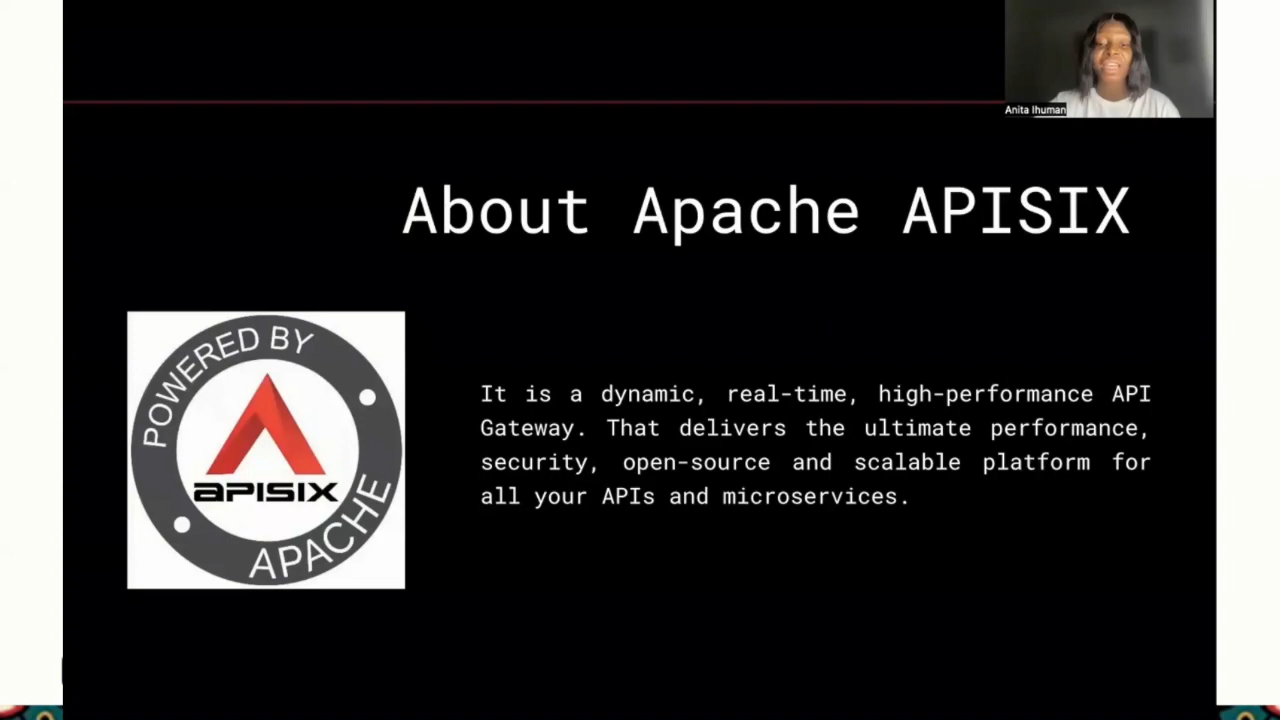 Anita Ihuman
About Apache APISIX
POWERED BY
APISIX
APACHE
It is a dynamic, real-time, high-performance API
Gateway. That delivers the ultimate performance,
security, open-source and scalable platform for
all your APIs and microservices.